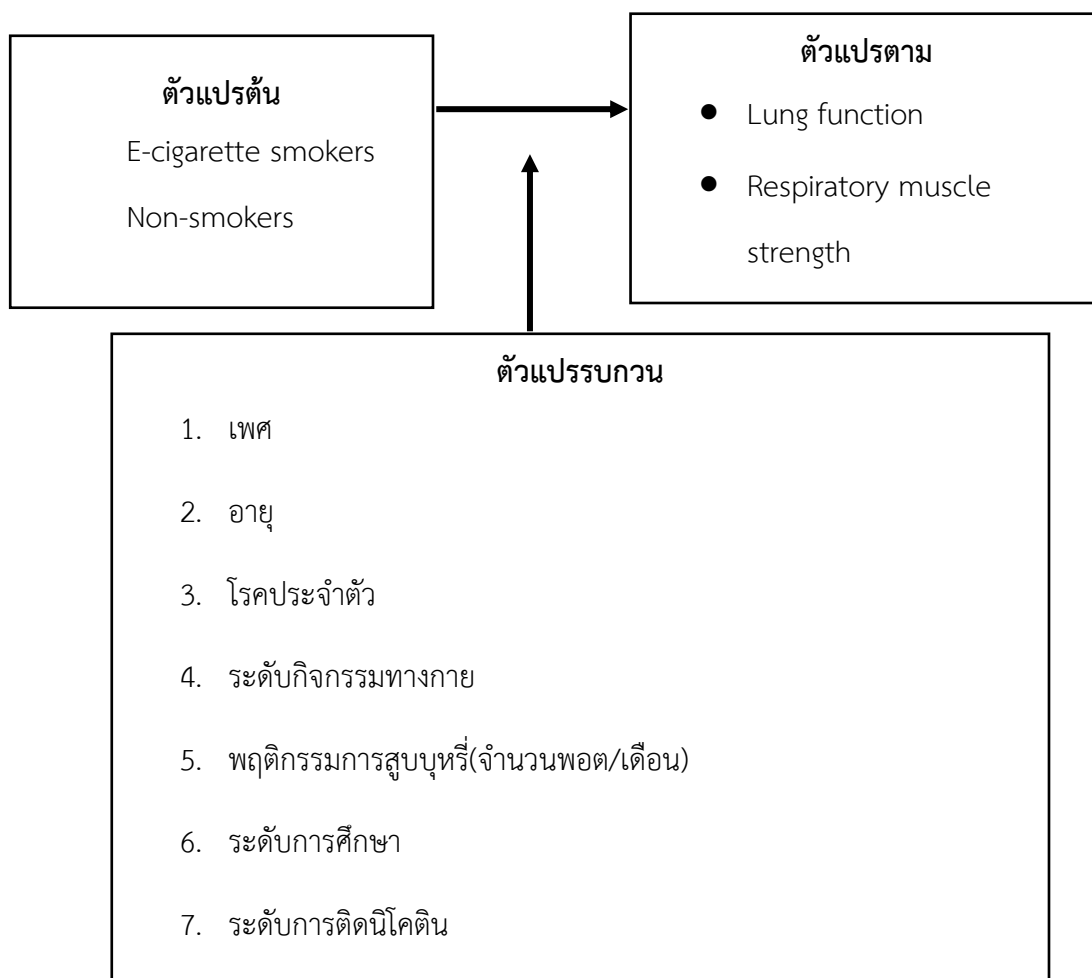 ตัวแปรต้น
E-cigarette smokers
Non-smokers
ตัวแปรตาม
● Lung function
● Respiratory muscle
strength
ตัวแปรรบกวน
1. เพศ
2. อายุ
3. โรคประจำตัว
4. ระดับกิจกรรมทางกาย
5. พฤติกรรมการสูบบุหรี่(จำนวนพอต/เดือน)
6. ระดับการศึกษา
7. ระดับการติดนิโคติน